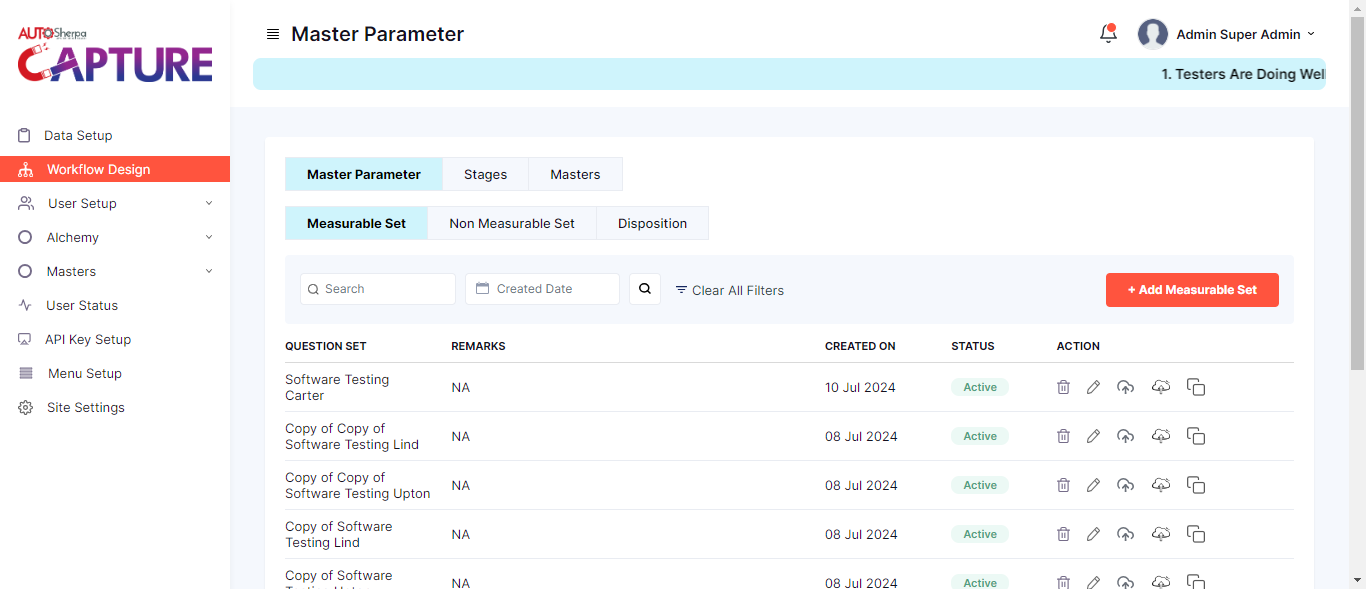 AUTOSherpa
CAPTURE
Master Parameter
Admin Super Admin
1. Testers Are Doing Well
Data Setup
Workflow Design
User Setup
Alchemy
Masters
User Status
API Key Setup
Menu Setup
Site Settings
Master Parameter Stages Masters
Measurable Set Non Measurable Set Disposition
Search Created Date Clear All Filters + Add Measurable Set
QUESTION SET REMARKS CREATED ON STATUS ACTION
Software Testing
Carter
NA 10 Jul 2024 Active
Copy of Copy of
Software Testing Lind
NA 08 Jul 2024 Active
Copy of Copy of
Software Testing Upton
NA 08 Jul 2024 Active
Copy of Software
Testing Lind
NA 08 Jul 2024 Active
Copy of Software
NA 08 Jul 2024 Active